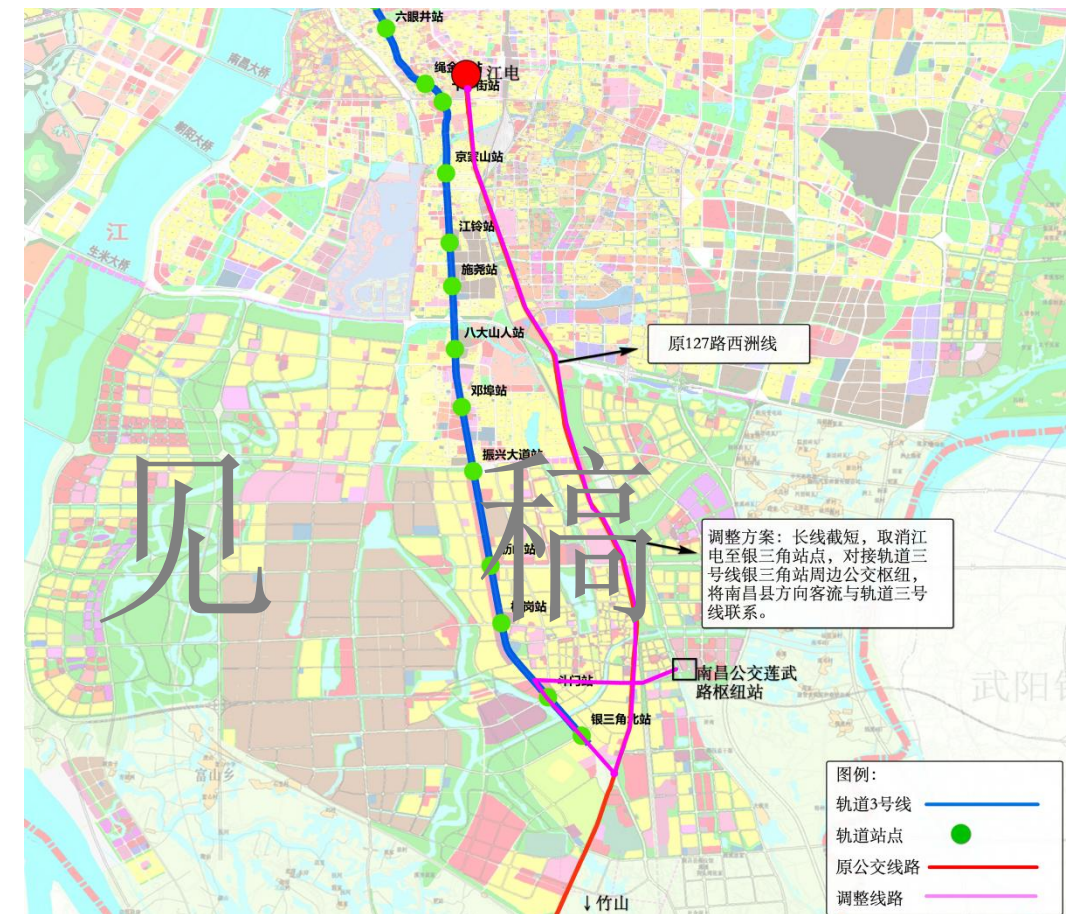 六眼井站
南昌大桥
绳金
江电
街站
朝阳大桥
京家山站
江铃站
江
生米大桥
施尧站
原127路西洲线
八大山人站
邓埠站
振兴大道站
见稿
调整方案：长线截短，取消江
电至银三角站点，对接轨道三
号线银三角站周边公交枢纽，
将南昌县方向客流与轨道三号
线联系。
岗站
斗门站
南昌公交莲武
路枢纽站
武阳
银三角北站
富山乡
图例：
轨道3号线
轨道站点
原公交线路
调整线路
↓竹山